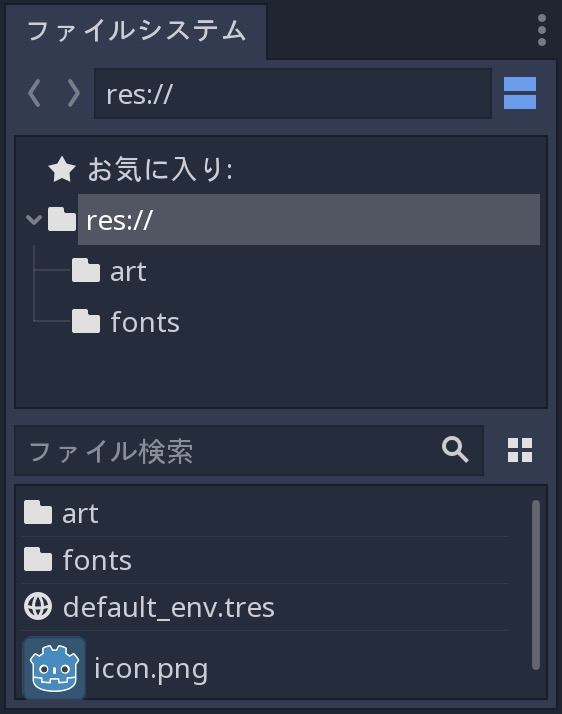 ファイルシステム
res://
お気に入り:
res://
art
fonts
ファイル検索
art
fonts
default_env.tres
icon.png